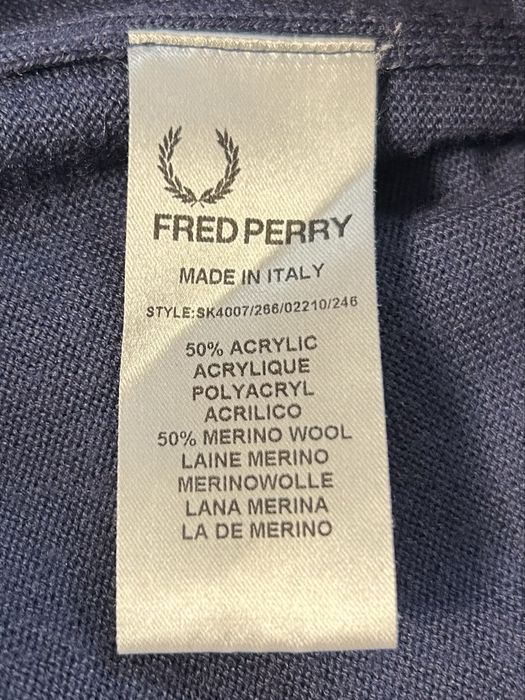 FRED PERRY
MADE IN ITALY
STYLE:SK4007/266/02210/246
50% ACRYLIC
ACRYLIQUE
POLYACRYL
ACRILICO
50% MERINO WOOL
LAINE MERINO
MERINOWOLLE
LANA MERINA
LA DE MERINO